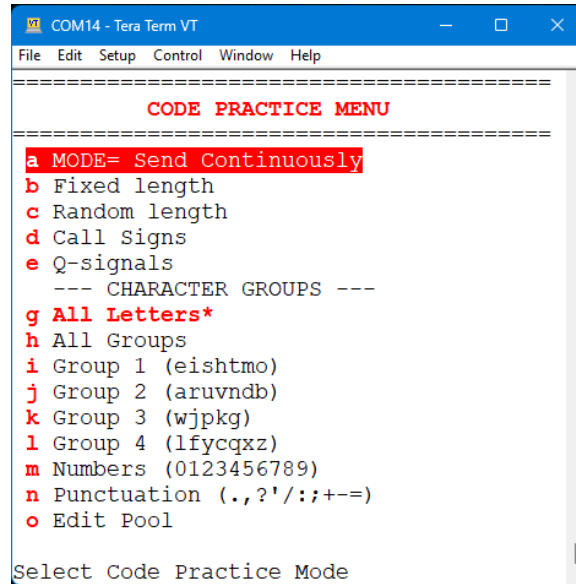 COM14 - Tera Term VT
File Edit Setup Control Window Help
========================================
CODE PRACTICE MENU
========================================
a MODE= Send Continuously
b Fixed length
c Random length
d Call Signs
e Q-signals
--- CHARACTER GROUPS ---
g All Letters*
h All Groups
i Group 1 (eishtmo)
j Group 2 (aruvndb)
k Group 3 (wjpkg)
l Group 4 (lfycqxz)
m Numbers (0123456789)
n Punctuation (.,?'/:;+-=)
o Edit Pool
Select Code Practice Mode